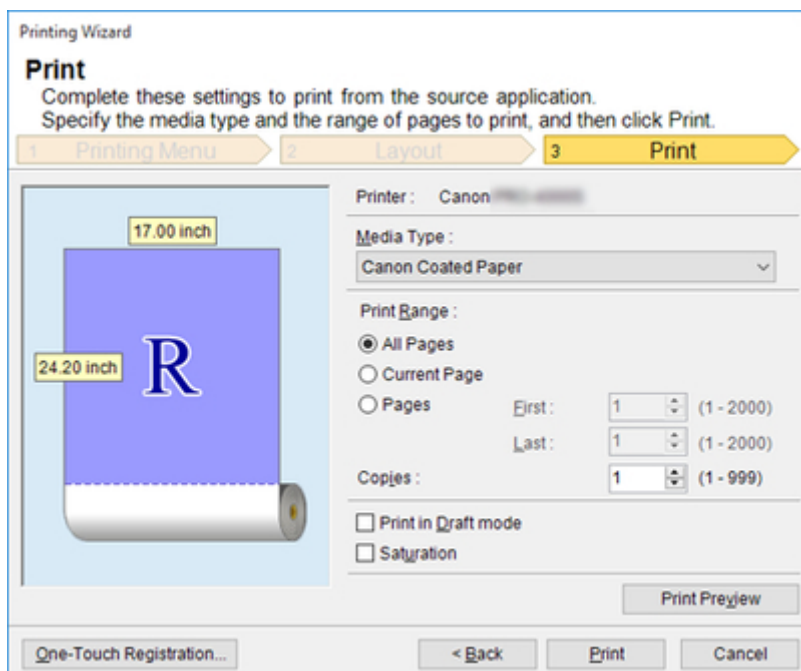 Printing Wizard
Print
Complete these settings to print from the source application.
Specify the media type and the range of pages to print, and then click Print.
1 Printing Menu 2 Layout 3 Print
17.00 inch
24.20 inch
R
Printer : Canon
Media Type :
Canon Coated Paper
Print Range :
All Pages
Current Page
Pages First : 1 (1 - 2000)
Last : 1 (1 - 2000)
Copies : 1 (1 - 999)
Print in Draft mode
Saturation
Print Preview
One-Touch Registration... < Back Print Cancel